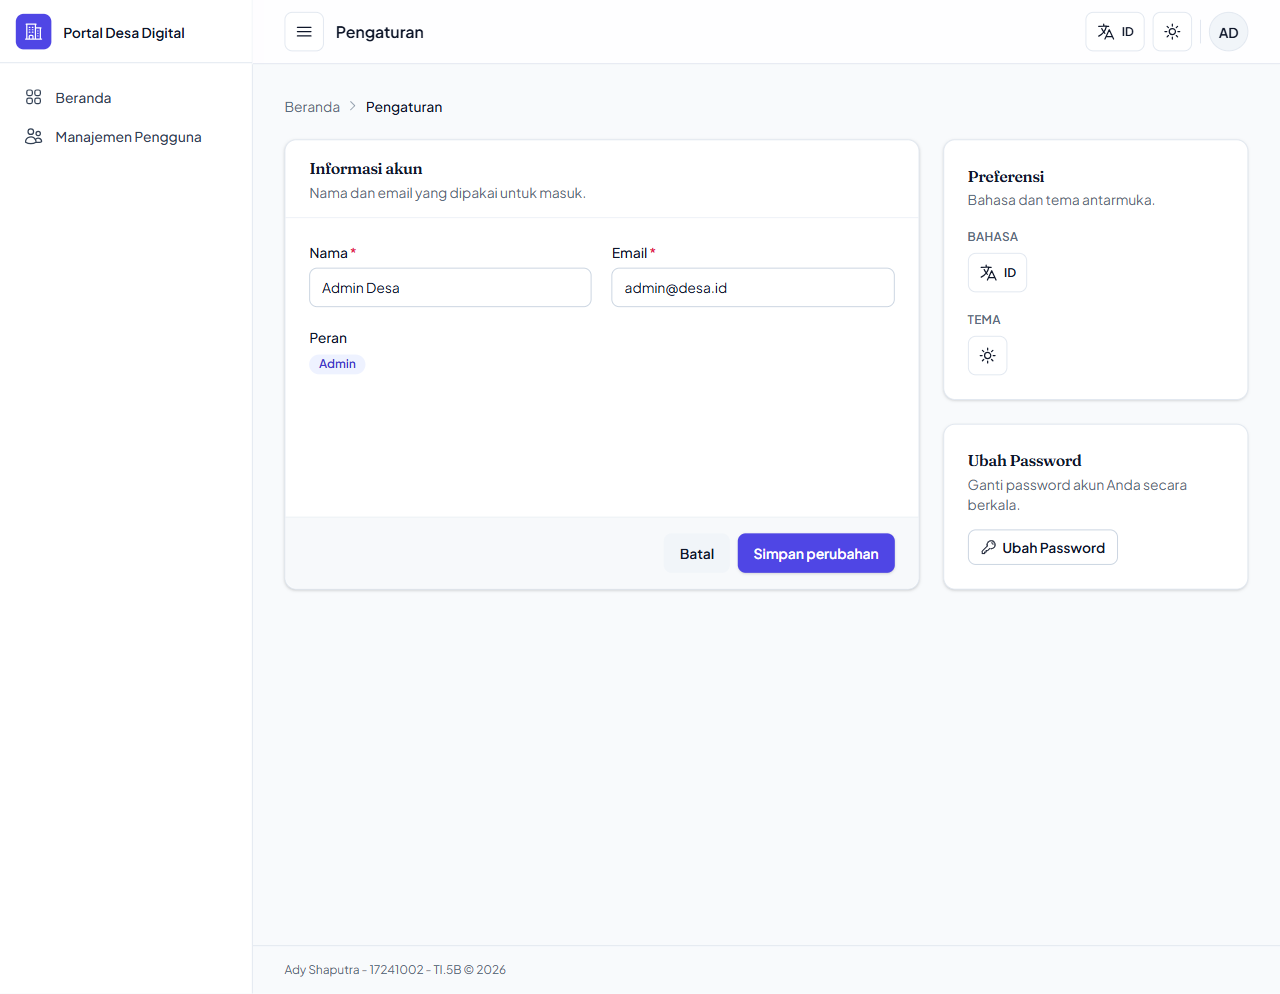 Portal Desa Digital
Pengaturan
ID
AD
Beranda
Manajemen Pengguna
Beranda > Pengaturan
Informasi akun
Nama dan email yang dipakai untuk masuk.
Nama *
Email *
Admin Desa
admin@desa.id
Peran
Admin
Batal
Simpan perubahan
Preferensi
Bahasa dan tema antarmuka.
BAHASA
ID
TEMA
Ubah Password
Ganti password akun Anda secara
berkala.
Ubah Password
Ady Shaputra - 17241002 - TI.5B © 2026